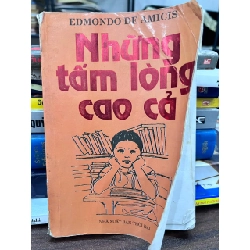 EDMONDO DE AMICIS
Những
tấm lòng
cao cả